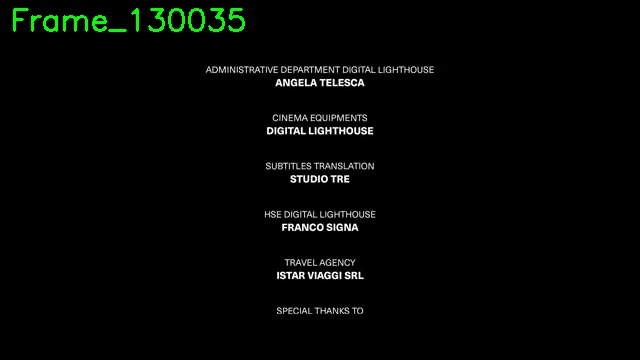 Frame_130035
ADMINISTRATIVE DEPARTMENT DIGITAL LIGHTHOUSE
ANGELA TELESCA
CINEMA EQUIPMENTS
DIGITAL LIGHTHOUSE
SUBTITLES TRANSLATION
STUDIO TRE
HSE DIGITAL LIGHTHOUSE
FRANCO SIGNA
TRAVEL AGENCY
ISTAR VIAGGI SRL
SPECIAL THANKS TO